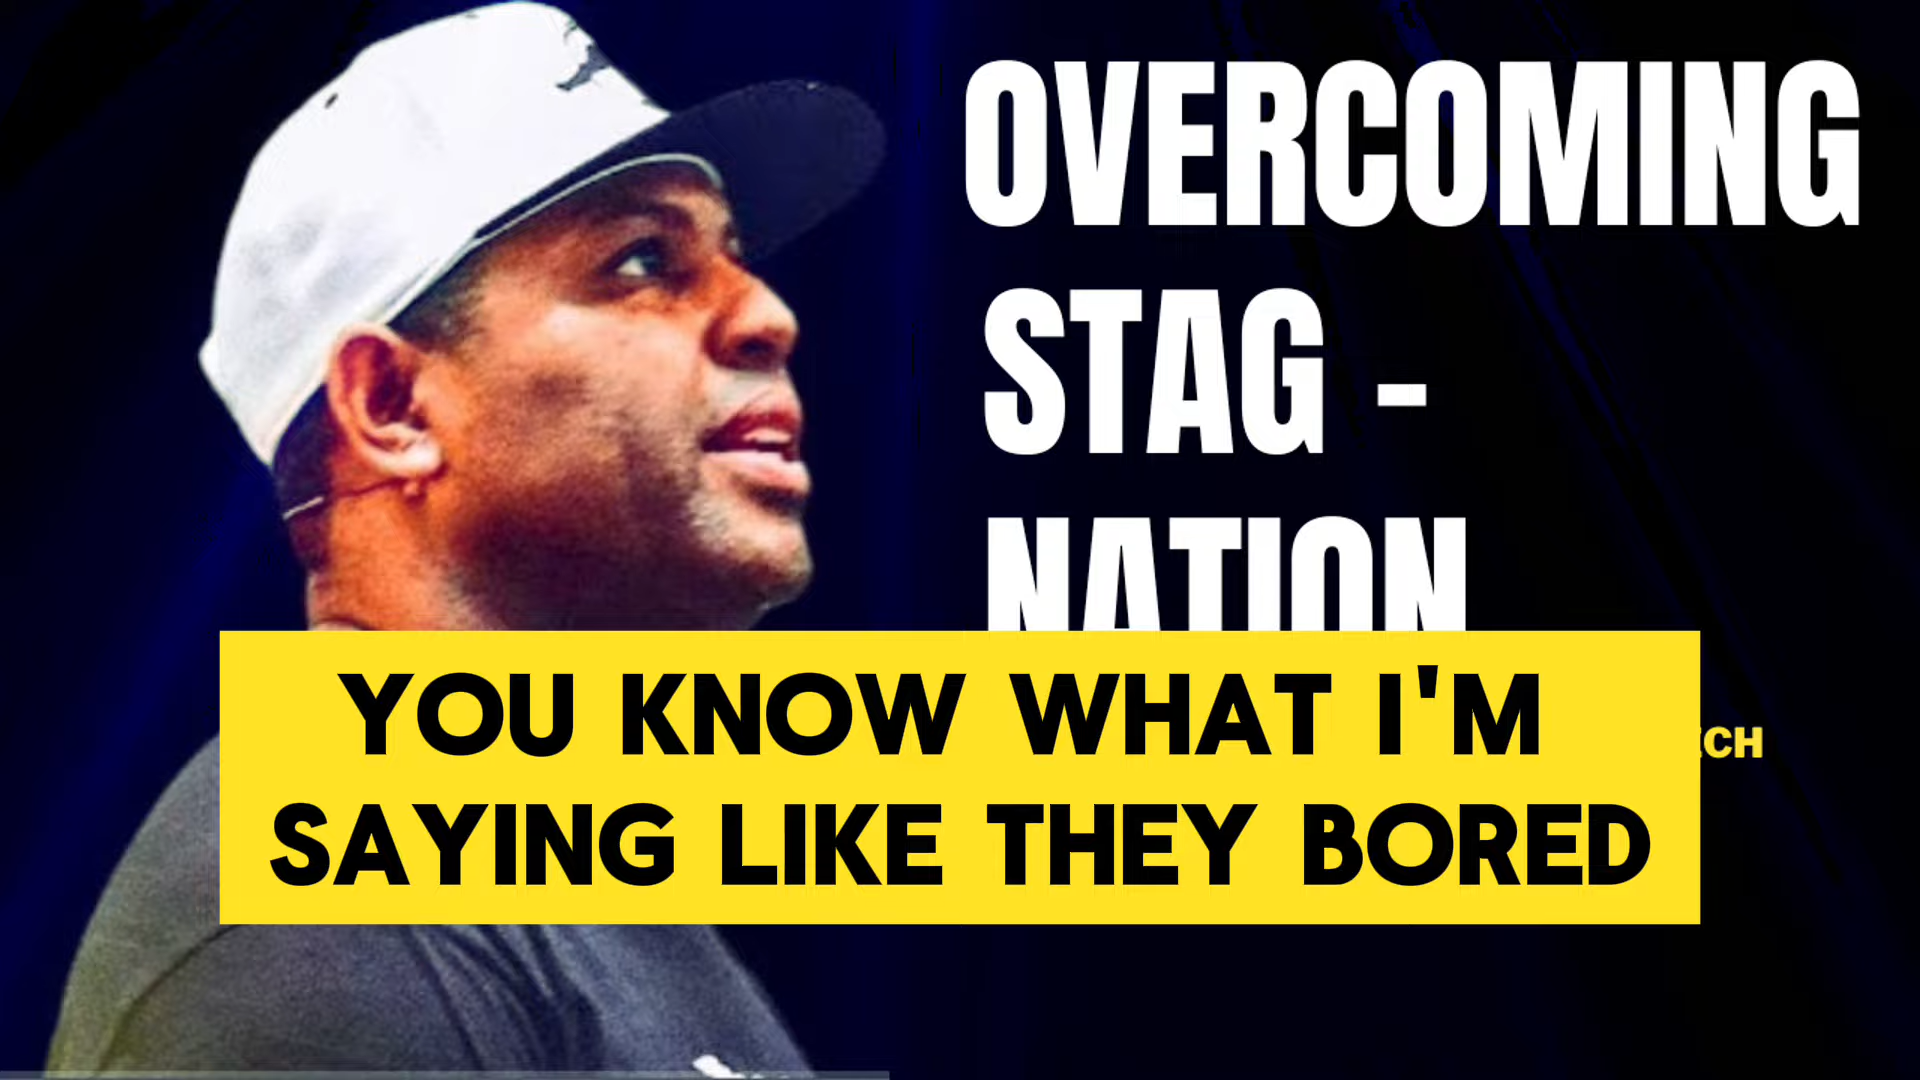 OVERCOMING
STAG -
NATION
YOU KNOW WHAT I'M
SAYING LIKE THEY BORED